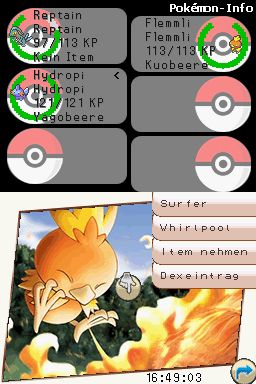 Pokémon-Info
Reptain
Reptain
97/113 KP
Kein Item
Flemmli
Flemmli
113/113 KP
Kuobeere
Hydropi <
Hydropi
121/121 KP
Yagobeere
Surfer
Whirlpool
Item nehmen
Dexeintrag
16:49:03